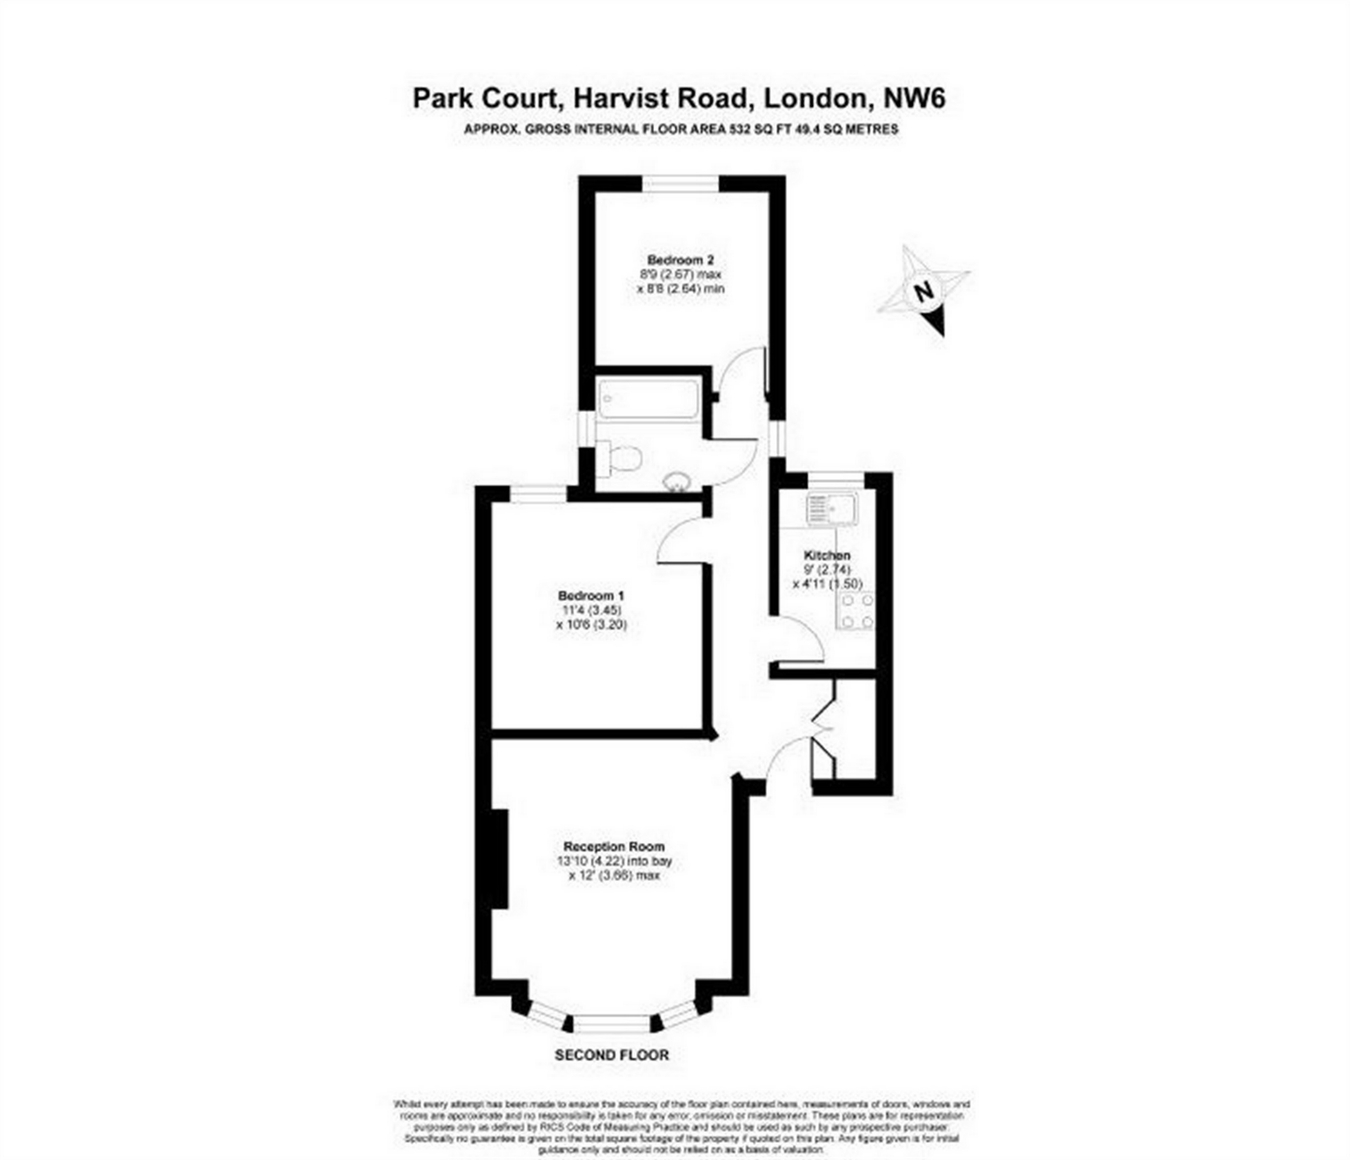 Park Court, Harvist Road, London, NW6
APPROX. GROSS INTERNAL FLOOR AREA 532 SQ FT 49.4 SQ METRES
Bedroom 2
8'9 (2.67) max
x 8'8 (2.64) min
N
Kitchen
9' (2.74)
x 4'11 (1.50)
Bedroom 1
11'4 (3.45)
x 10'6 (3.20)
Reception Room
13'10 (4.22) into bay
x 12' (3.66) max
SECOND FLOOR
Whilst every attempt has been made to ensure the accuracy of the floor plan contained here, measurements of doors, windows and
rooms are approximate and no responsibility is taken for any error, omission or misstatement. These plans are for representation
purposes only as defined by RICS Code of Measuring Practice and should be used as such by any prospective purchaser.
Specifically no guarantee is given on the total square footage of the property if quoted on this plan. Any figure given is for initial
guidance only and should not be relied on as a basis of valuation.